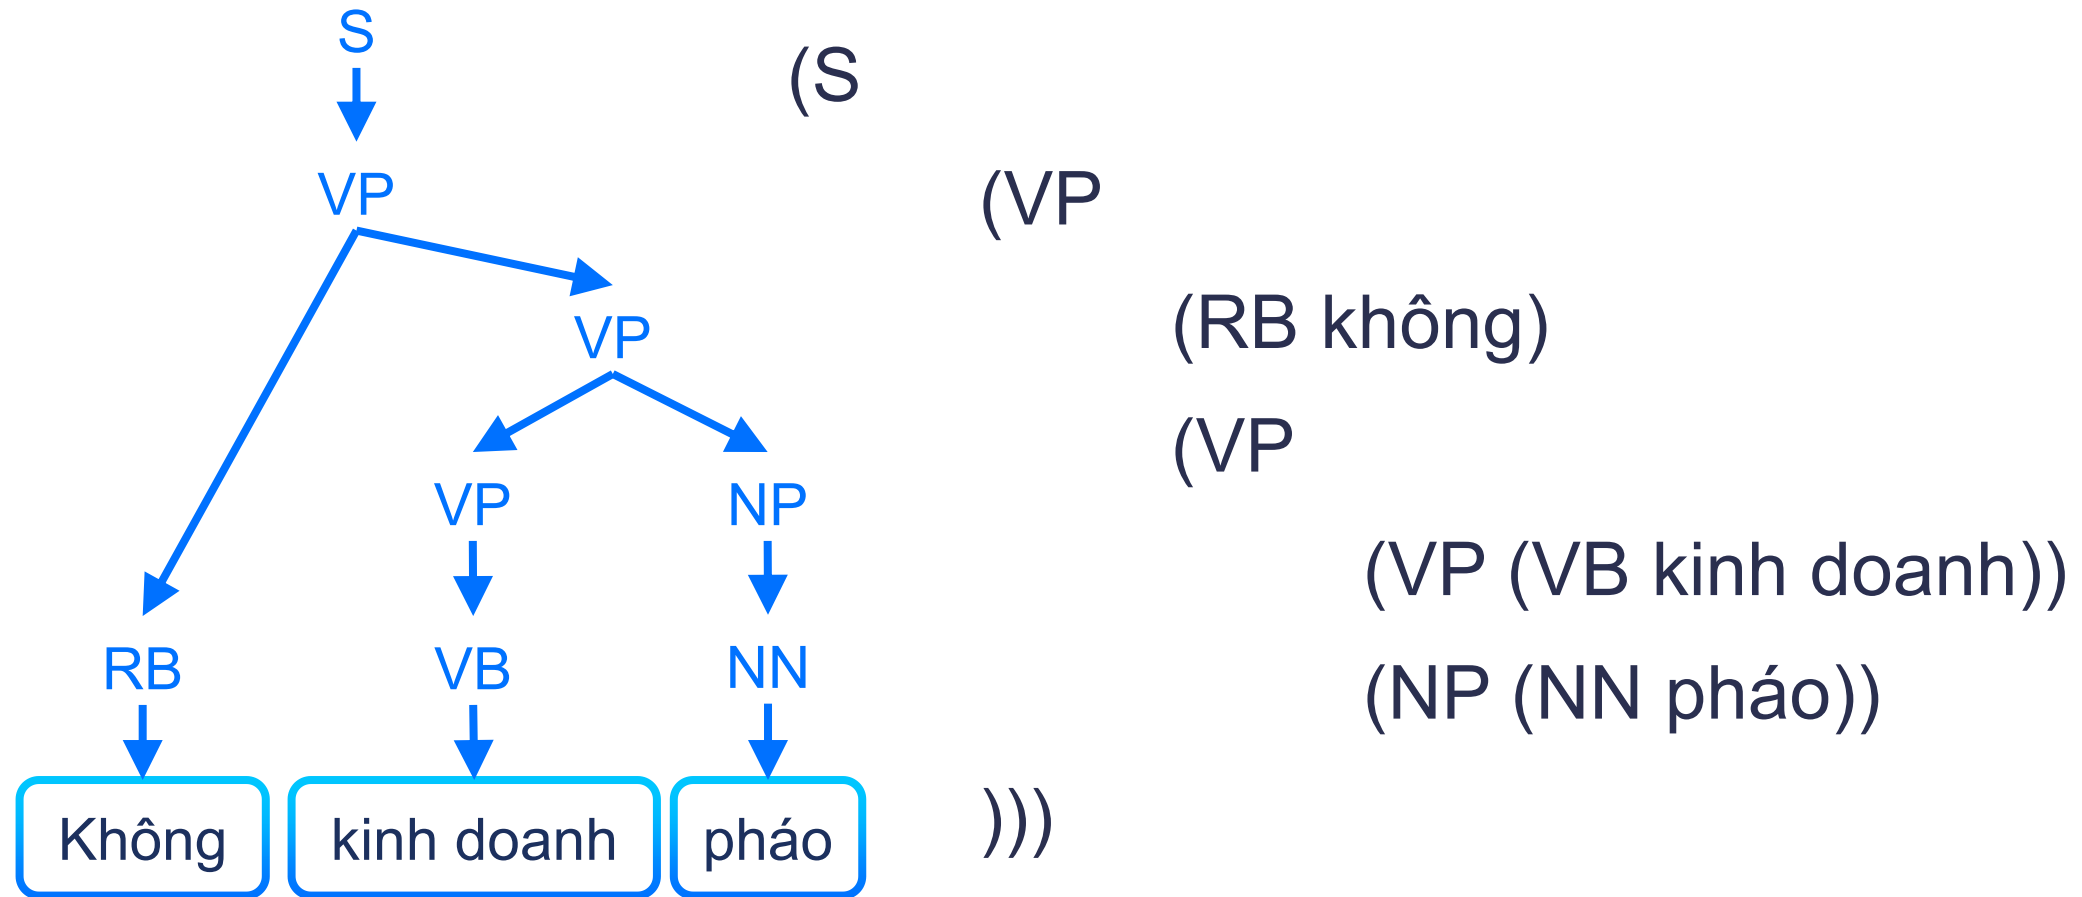 S
VP
VP
VP NP
RB VB NN
Không kinh doanh pháo
(S
(VP
(RB không)
(VP
(VP (VB kinh doanh))
(NP (NN pháo))
)))